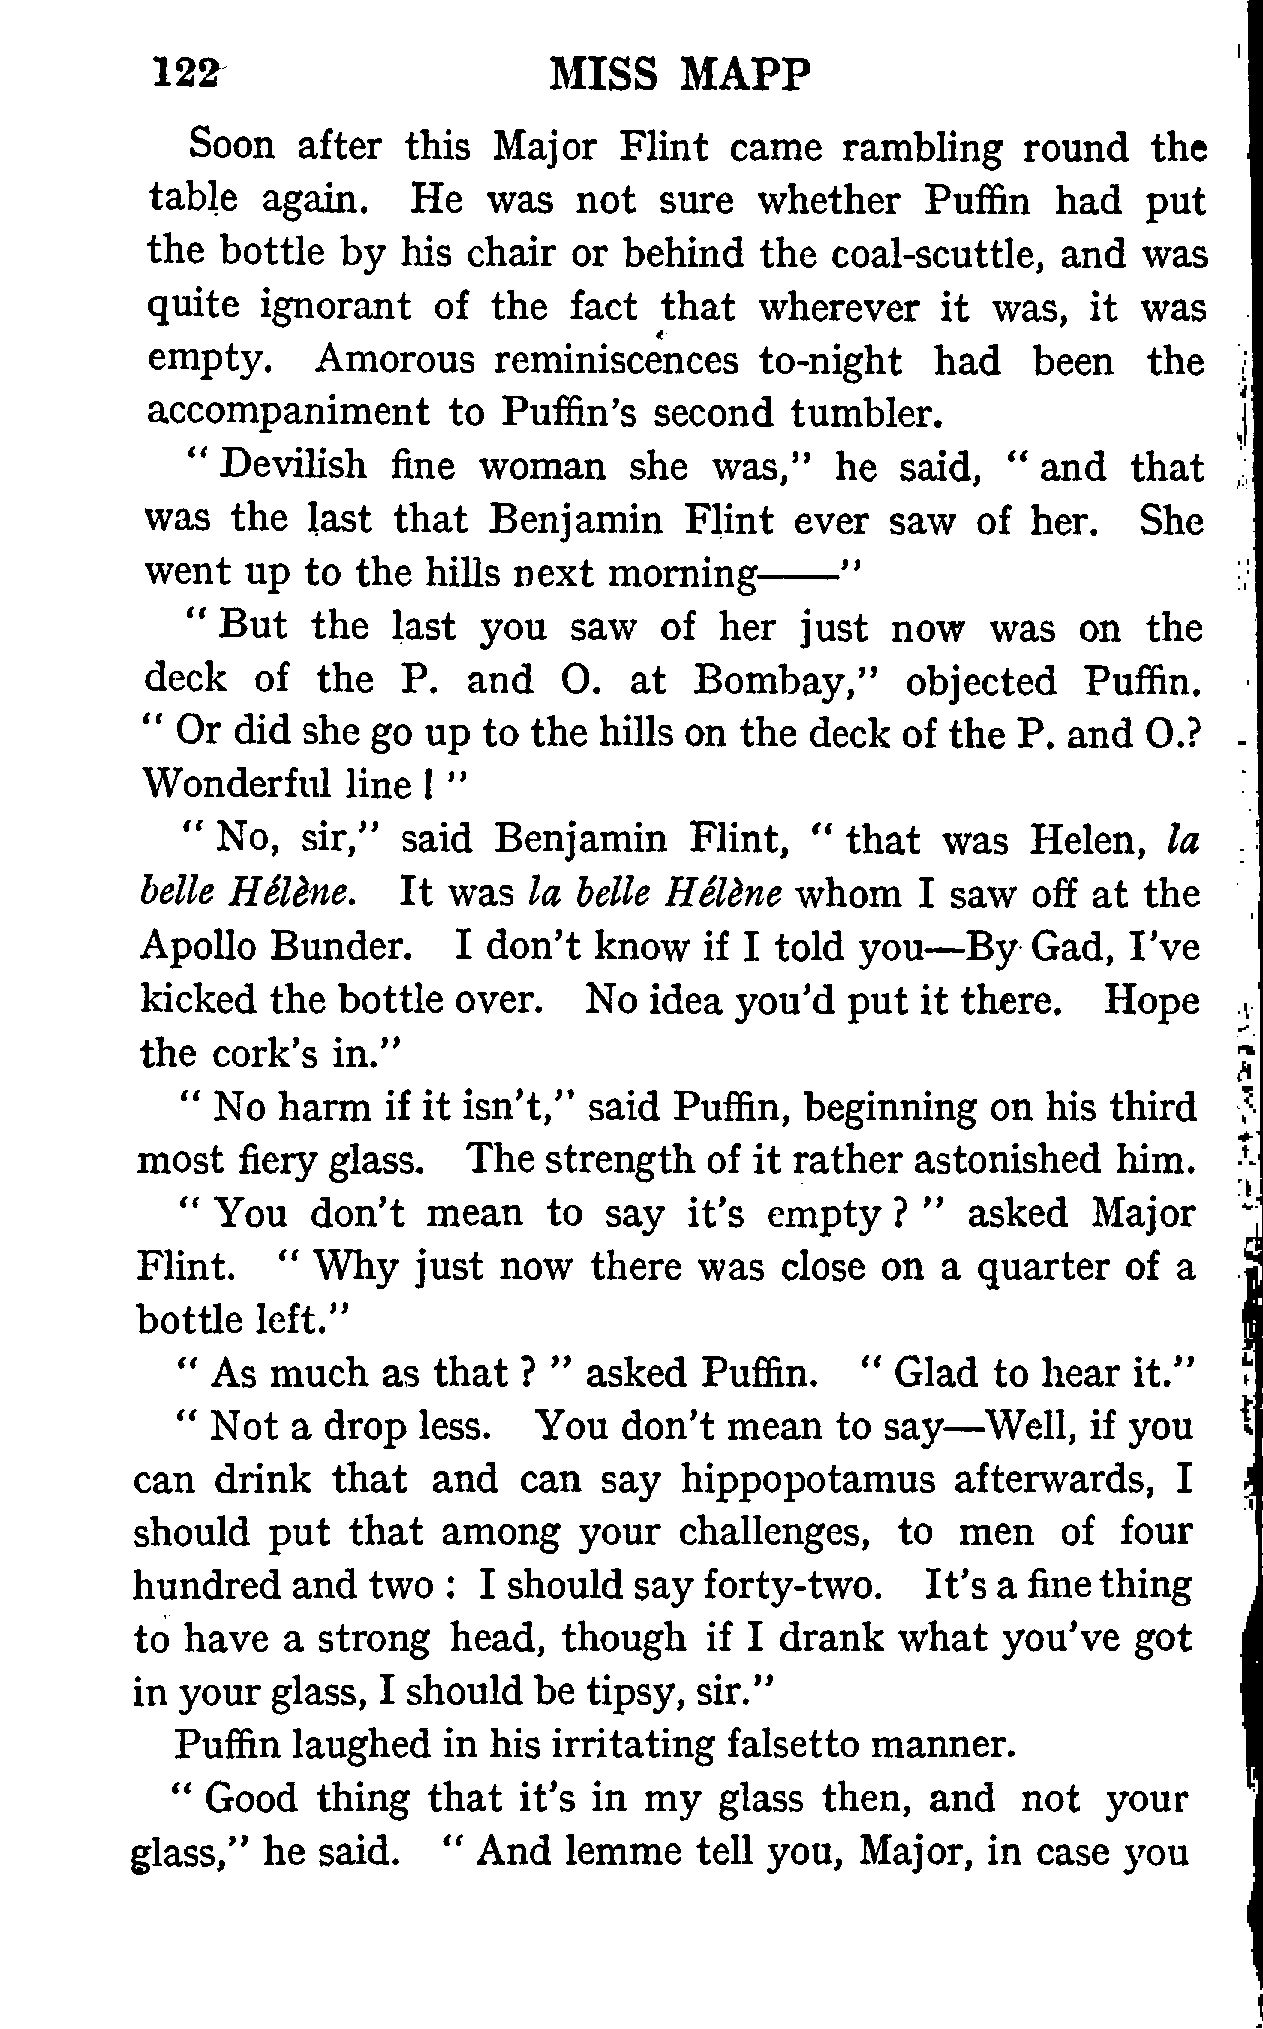 122 MISS MAPP
Soon after this Major Flint came rambling round the
table again. He was not sure whether Puffin had put
the bottle by his chair or behind the coal-scuttle, and was
quite ignorant of the fact that wherever it was, it was
empty. Amorous reminiscences to-night had been the
accompaniment to Puffin's second tumbler.
" Devilish fine woman she was," he said, " and that
was the last that Benjamin Flint ever saw of her. She
went up to the hills next morning——"
" But the last you saw of her just now was on the
deck of the P. and O. at Bombay," objected Puffin.
" Or did she go up to the hills on the deck of the P. and O.?
Wonderful line ! "
" No, sir," said Benjamin Flint, " that was Helen, la
belle Hélène. It was la belle Hélène whom I saw off at the
Apollo Bunder. I don't know if I told you—By Gad, I've
kicked the bottle over. No idea you'd put it there. Hope
the cork's in."
" No harm if it isn't," said Puffin, beginning on his third
most fiery glass. The strength of it rather astonished him.
" You don't mean to say it's empty ? " asked Major
Flint. " Why just now there was close on a quarter of a
bottle left."
" As much as that ? " asked Puffin. " Glad to hear it."
" Not a drop less. You don't mean to say—Well, if you
can drink that and can say hippopotamus afterwards, I
should put that among your challenges, to men of four
hundred and two : I should say forty-two. It's a fine thing
to have a strong head, though if I drank what you've got
in your glass, I should be tipsy, sir."
Puffin laughed in his irritating falsetto manner.
" Good thing that it's in my glass then, and not your
glass," he said. " And lemme tell you, Major, in case you